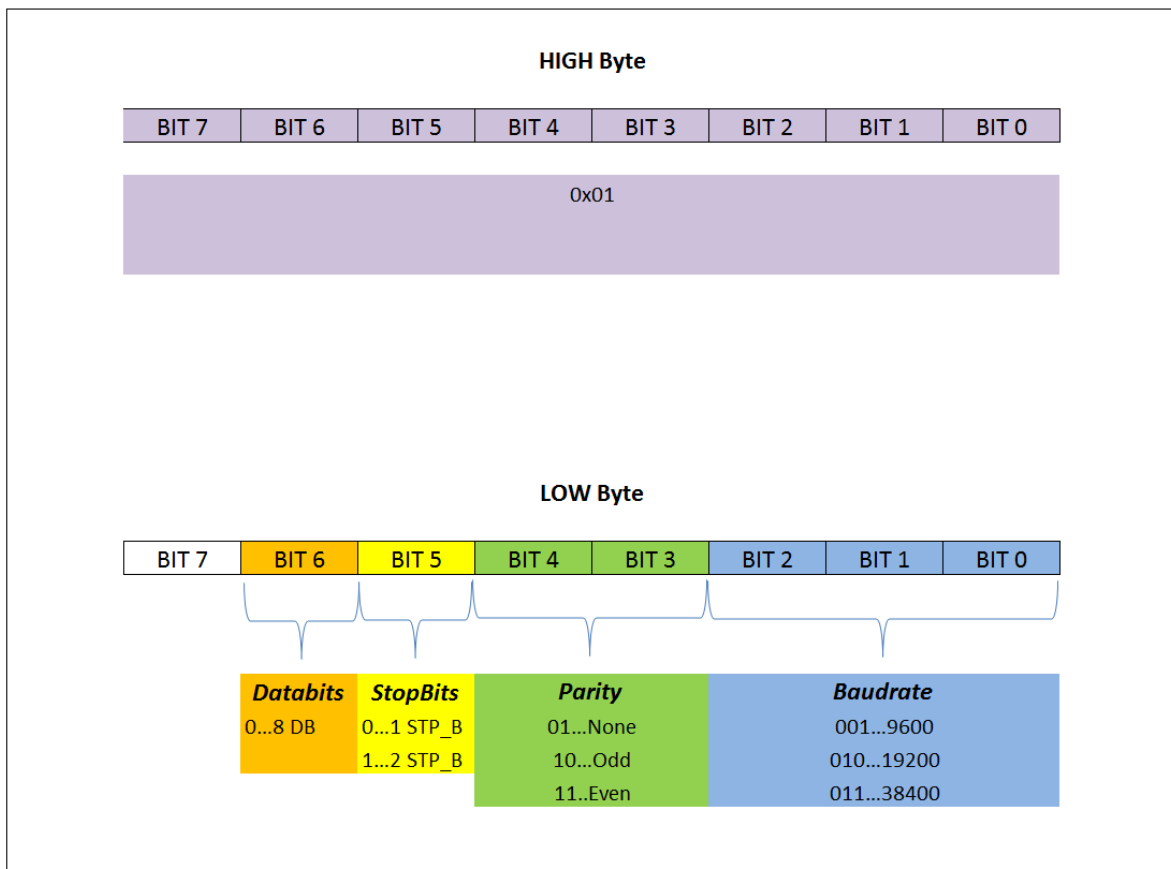 HIGH Byte
BIT 7 BIT 6 BIT 5 BIT 4 BIT 3 BIT 2 BIT 1 BIT 0
0x01
LOW Byte
BIT 7 BIT 6 BIT 5 BIT 4 BIT 3 BIT 2 BIT 1 BIT 0
Databits StopBits Parity Baudrate
0...8 DB 0...1 STP_B 01...None 001...9600
1...2 STP_B 10...Odd 010...19200
11..Even 011...38400